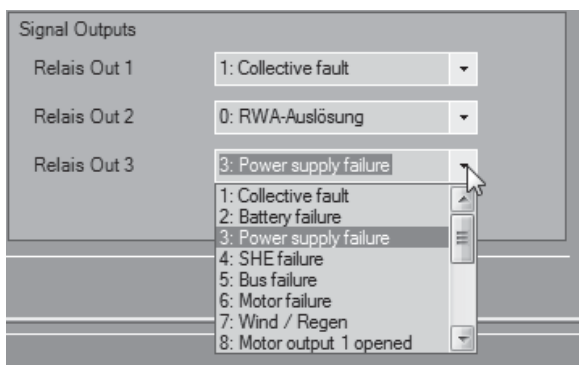 Signal Outputs
Relais Out 1
1: Collective fault
Relais Out 2
0: RWA-Auslösung
Relais Out 3
3: Power supply failure
1: Collective fault
2: Battery failure
3: Power supply failure
4: SHE failure
5: Bus failure
6: Motor failure
7: Wind / Regen
8: Motor output 1 opened